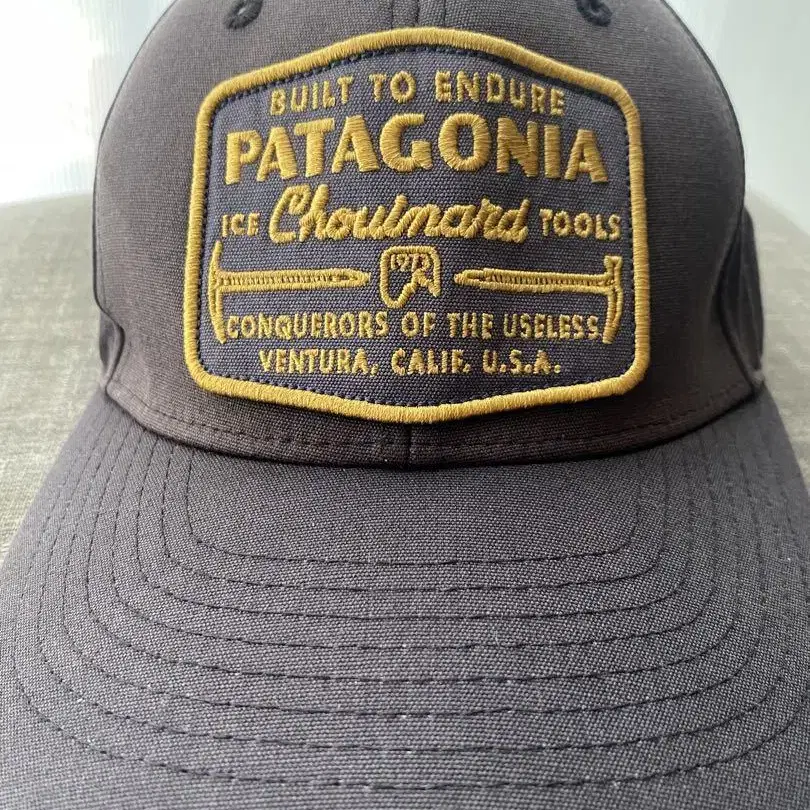 BUILT TO ENDURE
PATAGONIA
ICE Chouinard TOOLS
1973
CONQUERORS OF THE USELESS
VENTURA, CALIF. U.S.A.